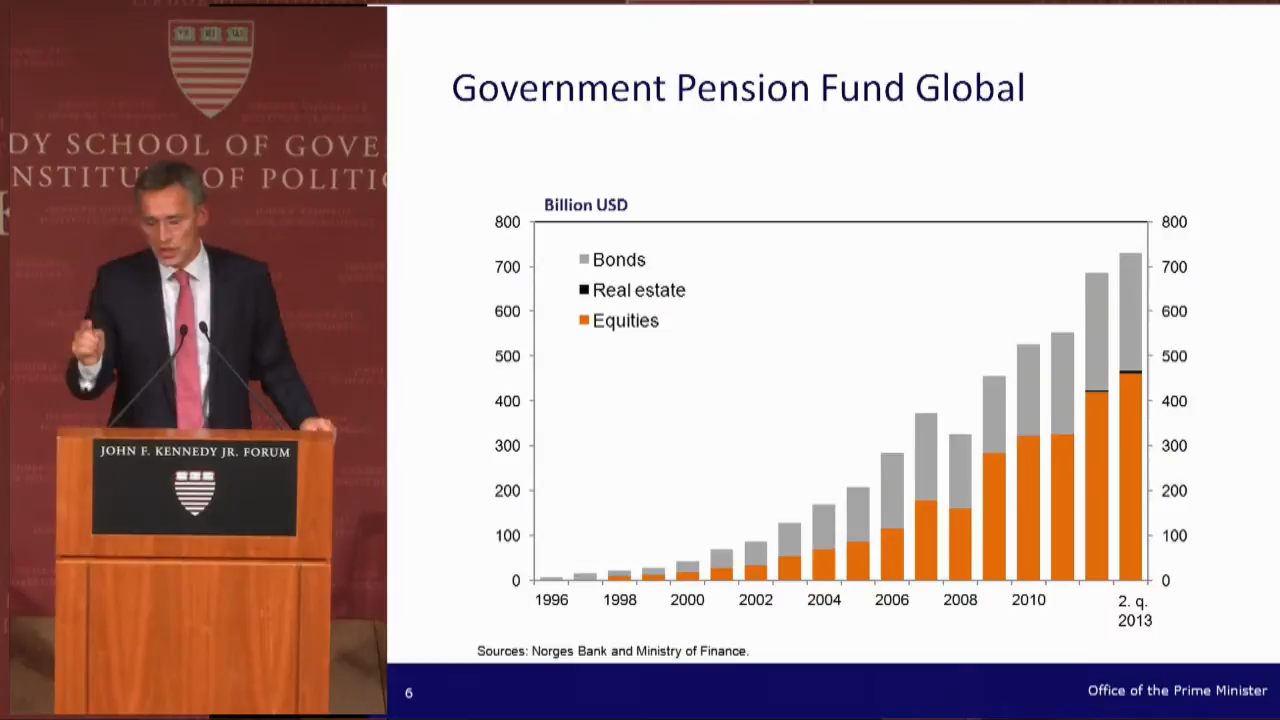 DY SCHOOL OF GOVE
NSTITU OF POLITIC
JOHN F. KENNEDY JR. FORUM
Government Pension Fund Global
Billion USD
800
700
600
500
400
300
200
100
0
Bonds
Real estate
Equities
800
700
600
500
400
300
200
100
0
1996 1998 2000 2002 2004 2006 2008 2010 2. q.
2013
Sources: Norges Bank and Ministry of Finance.
6
Office of the Prime Minister